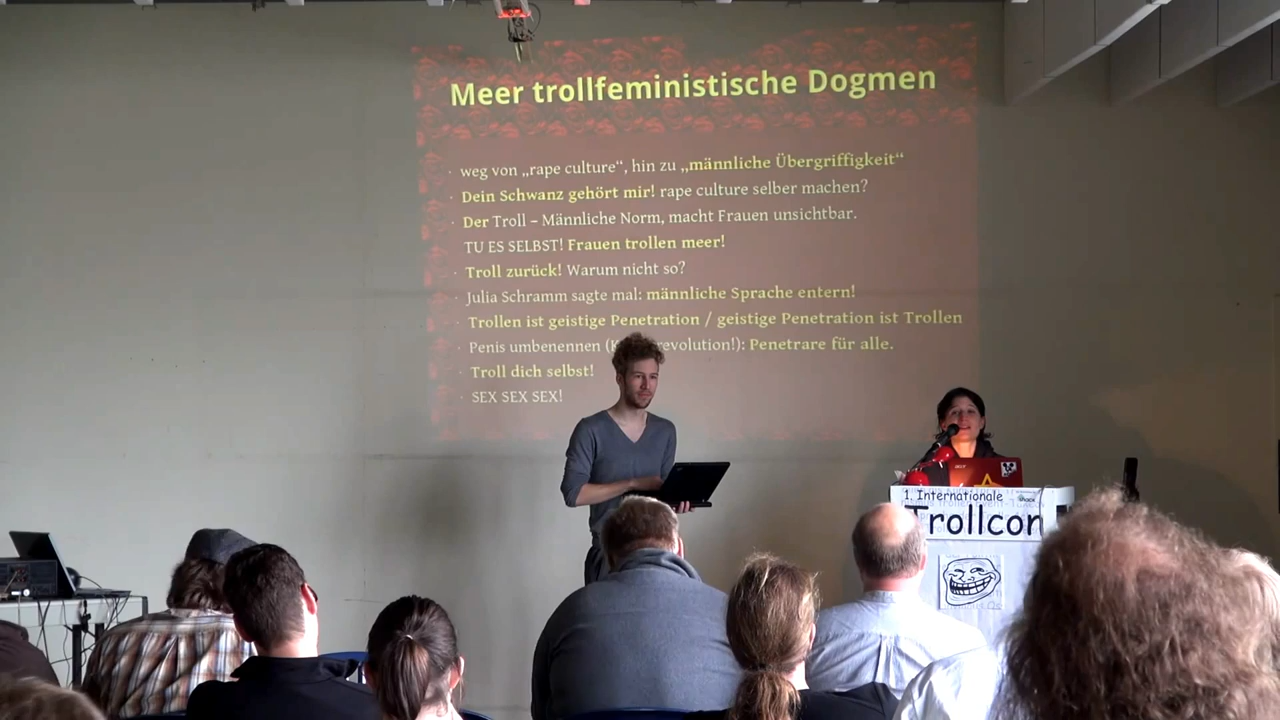 Meer trollfeministische Dogmen
· weg von „rape culture“, hin zu „männliche Übergriffigkeit“
· Dein Schwanz gehört mir! rape culture selber machen?
· Der Troll – Männliche Norm, macht Frauen unsichtbar.
TU ES SELBST! Frauen trollen meer!
· Troll zurück! Warum nicht so?
· Julia Schramm sagte mal: männliche Sprache entern!
· Trollen ist geistige Penetration / geistige Penetration ist Trollen
· Penis umbenennen (K revolution!): Penetrare für alle.
· Troll dich selbst!
· SEX SEX SEX!
acer
1. Internationale
Trollcon